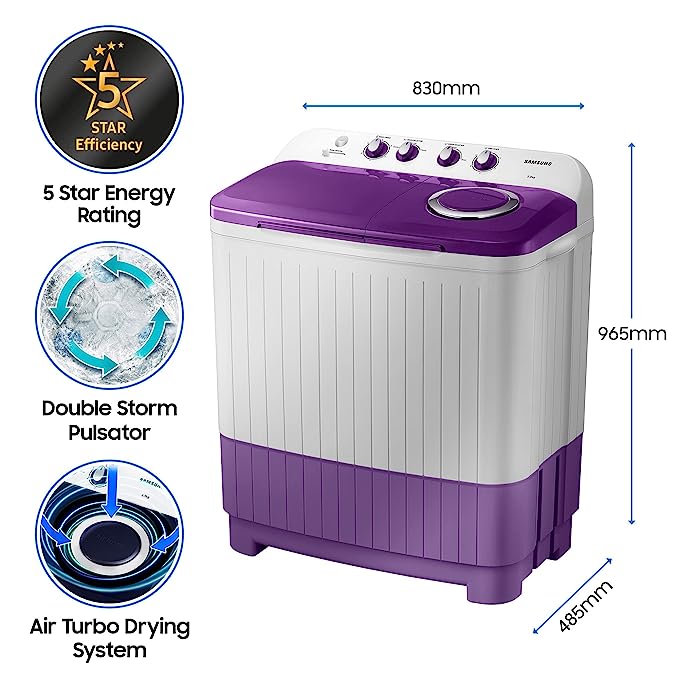 5
STAR
Efficiency
5 Star Energy
Rating
Double Storm
Pulsator
Air Turbo Drying
System
830mm
SAMSUNG
965mm
485mm